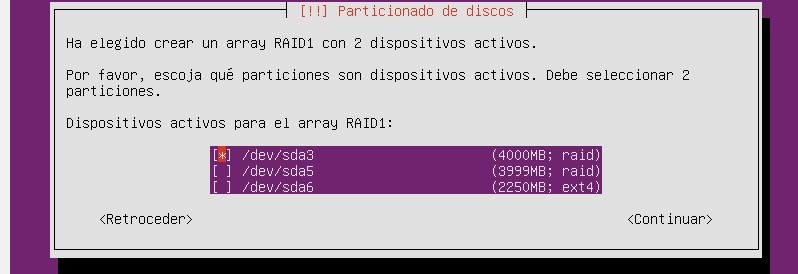 [!!] Particionado de discos
Ha elegido crear un array RAID1 con 2 dispositivos activos.
Por favor, escoja qué particiones son dispositivos activos. Debe seleccionar 2
particiones.
Dispositivos activos para el array RAID1:
[*] /dev/sda3 (4000MB; raid)
[ ] /dev/sda5 (3999MB; raid)
[ ] /dev/sda6 (2250MB; ext4)
<Retroceder> <Continuar>